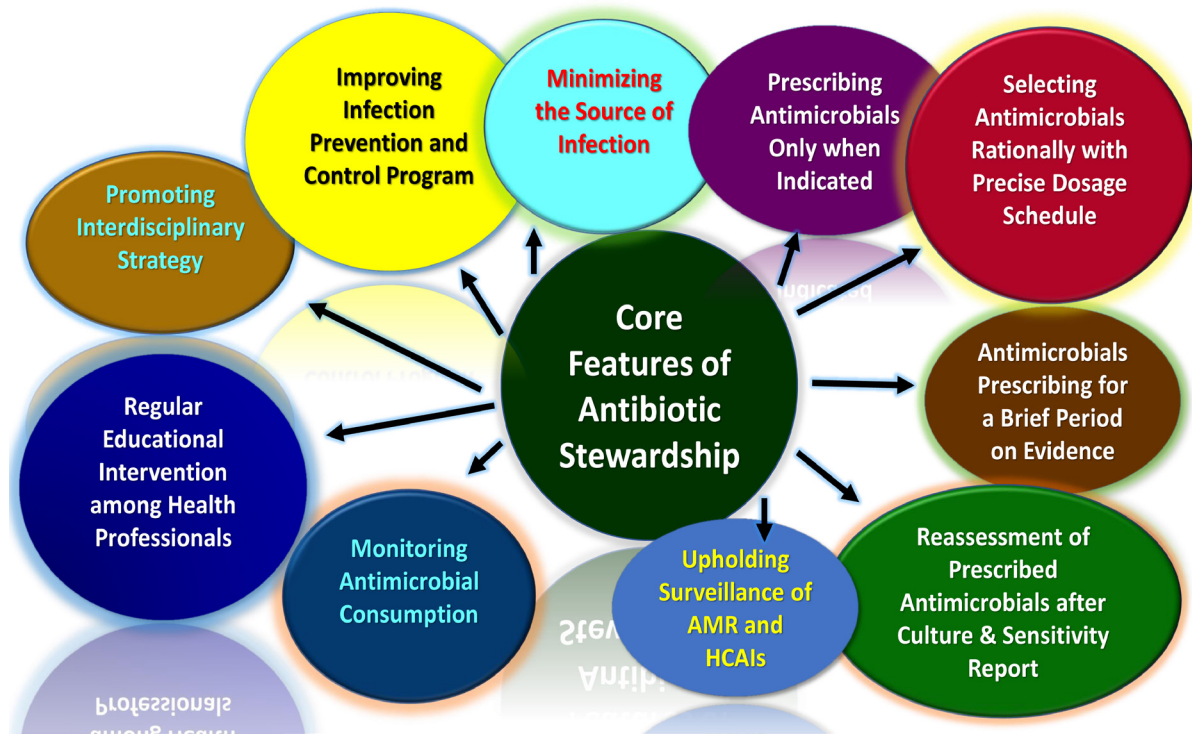 Improving
Infection
Prevention and
Control Program
Minimizing
the Source of
Infection
Prescribing
Antimicrobials
Only when
Indicated
Selecting
Antimicrobials
Rationally with
Precise Dosage
Schedule
Promoting
Interdisciplinary
Strategy
Core
Features of
Antibiotic
Stewardship
Antimicrobials
Prescribing for
a Brief Period
on Evidence
Regular
Educational
Intervention
among Health
Professionals
Monitoring
Antimicrobial
Consumption
Upholding
Surveillance of
AMR and
HCAIs
Reassessment of
Prescribed
Antimicrobials after
Culture & Sensitivity
Report